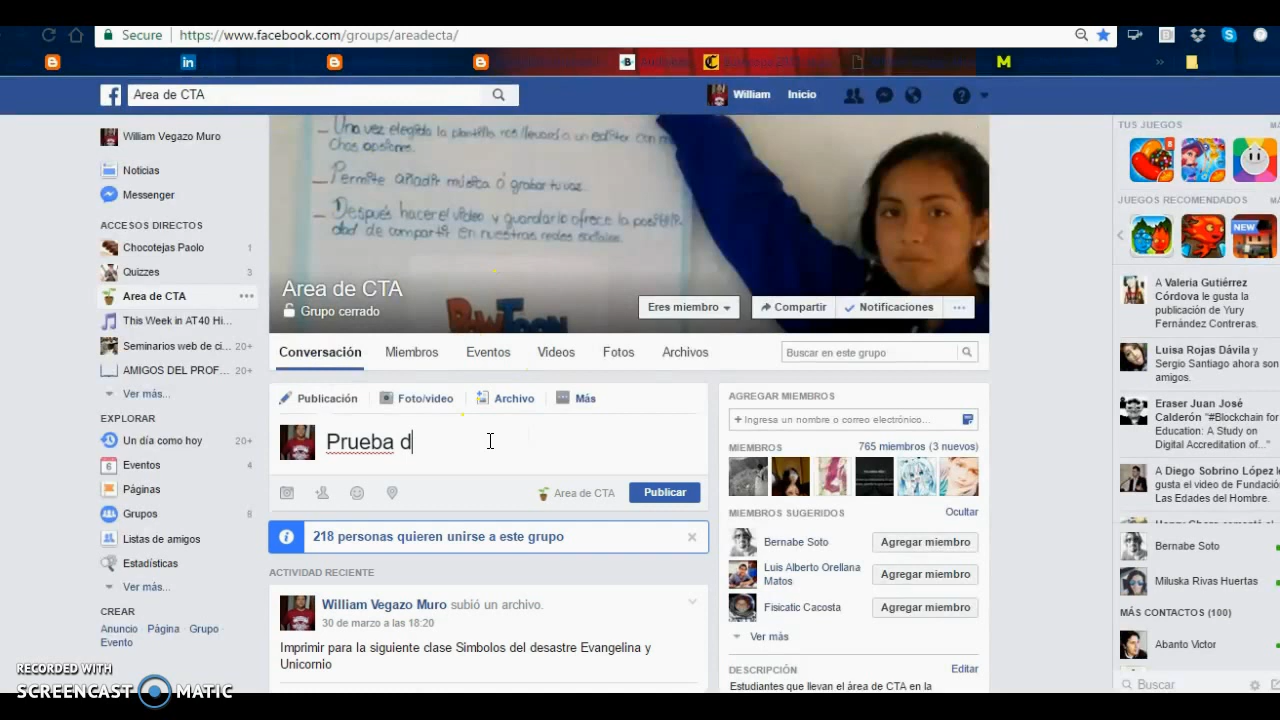 Secure https://www.facebook.com/groups/areadecta/
Area de CTA
William Inicio
William Vegazo Muro
Noticias
Messenger
ACCESOS DIRECTOS
Chocotejas Paolo 1
Quizzes 3
Area de CTA
This Week in AT40 Hi...
Seminarios web de ci... 20+
AMIGOS DEL PROF... 20+
Ver más...
EXPLORAR
Un día como hoy 20+
Eventos 6
Páginas
Grupos 8
Listas de amigos
Estadísticas
Ver más...
CREAR
Anuncio Página Grupo
Evento
RECORDED WITH
SCREENCAST MATIC
Una vez elegida la plantilla nos llevará a un editor con mu
chas opciones.
Permite añadir música ó grabar tu voz.
Después hacer el video y guardarlo ofrece la posibili
dad de compartir en nuestras redes sociales.
POWTOON
Area de CTA
Grupo cerrado
Eres miembro Compartir Notificaciones
Conversación Miembros Eventos Videos Fotos Archivos
Buscar en este grupo
Publicación Foto/video Archivo Más
Prueba d
Area de CTA Publicar
218 personas quieren unirse a este grupo
ACTIVIDAD RECIENTE
William Vegazo Muro subió un archivo.
30 de marzo a las 18:20
Imprimir para la siguiente clase Simbolos del desastre Evangelina y
Unicornio
AGREGAR MIEMBROS
Ingresa un nombre o correo electrónico...
MIEMBROS 765 miembros (3 nuevos)
MIEMBROS SUGERIDOS Ocultar
Bernabe Soto Agregar miembro
Luis Alberto Orellana
Matos Agregar miembro
Fisicatic Cacosta Agregar miembro
Ver más
DESCRIPCIÓN Editar
Estudiantes que llevan el área de CTA en la
TUS JUEGOS
JUEGOS RECOMENDADOS
NEW
A Valeria Gutiérrez
Córdova le gusta la
publicación de Yury
Fernández Contreras.
Luisa Rojas Dávila y
Sergio Santiago ahora son
amigos.
Eraser Juan José
Calderón "#Blockchain for
Education: A Study on
Digital Accreditation of..."
A Diego Sobrino López le
gusta el video de Fundación
Las Edades del Hombre.
Bernabe Soto
Miluska Rivas Huertas
MÁS CONTACTOS (100)
Abanto Victor
Buscar